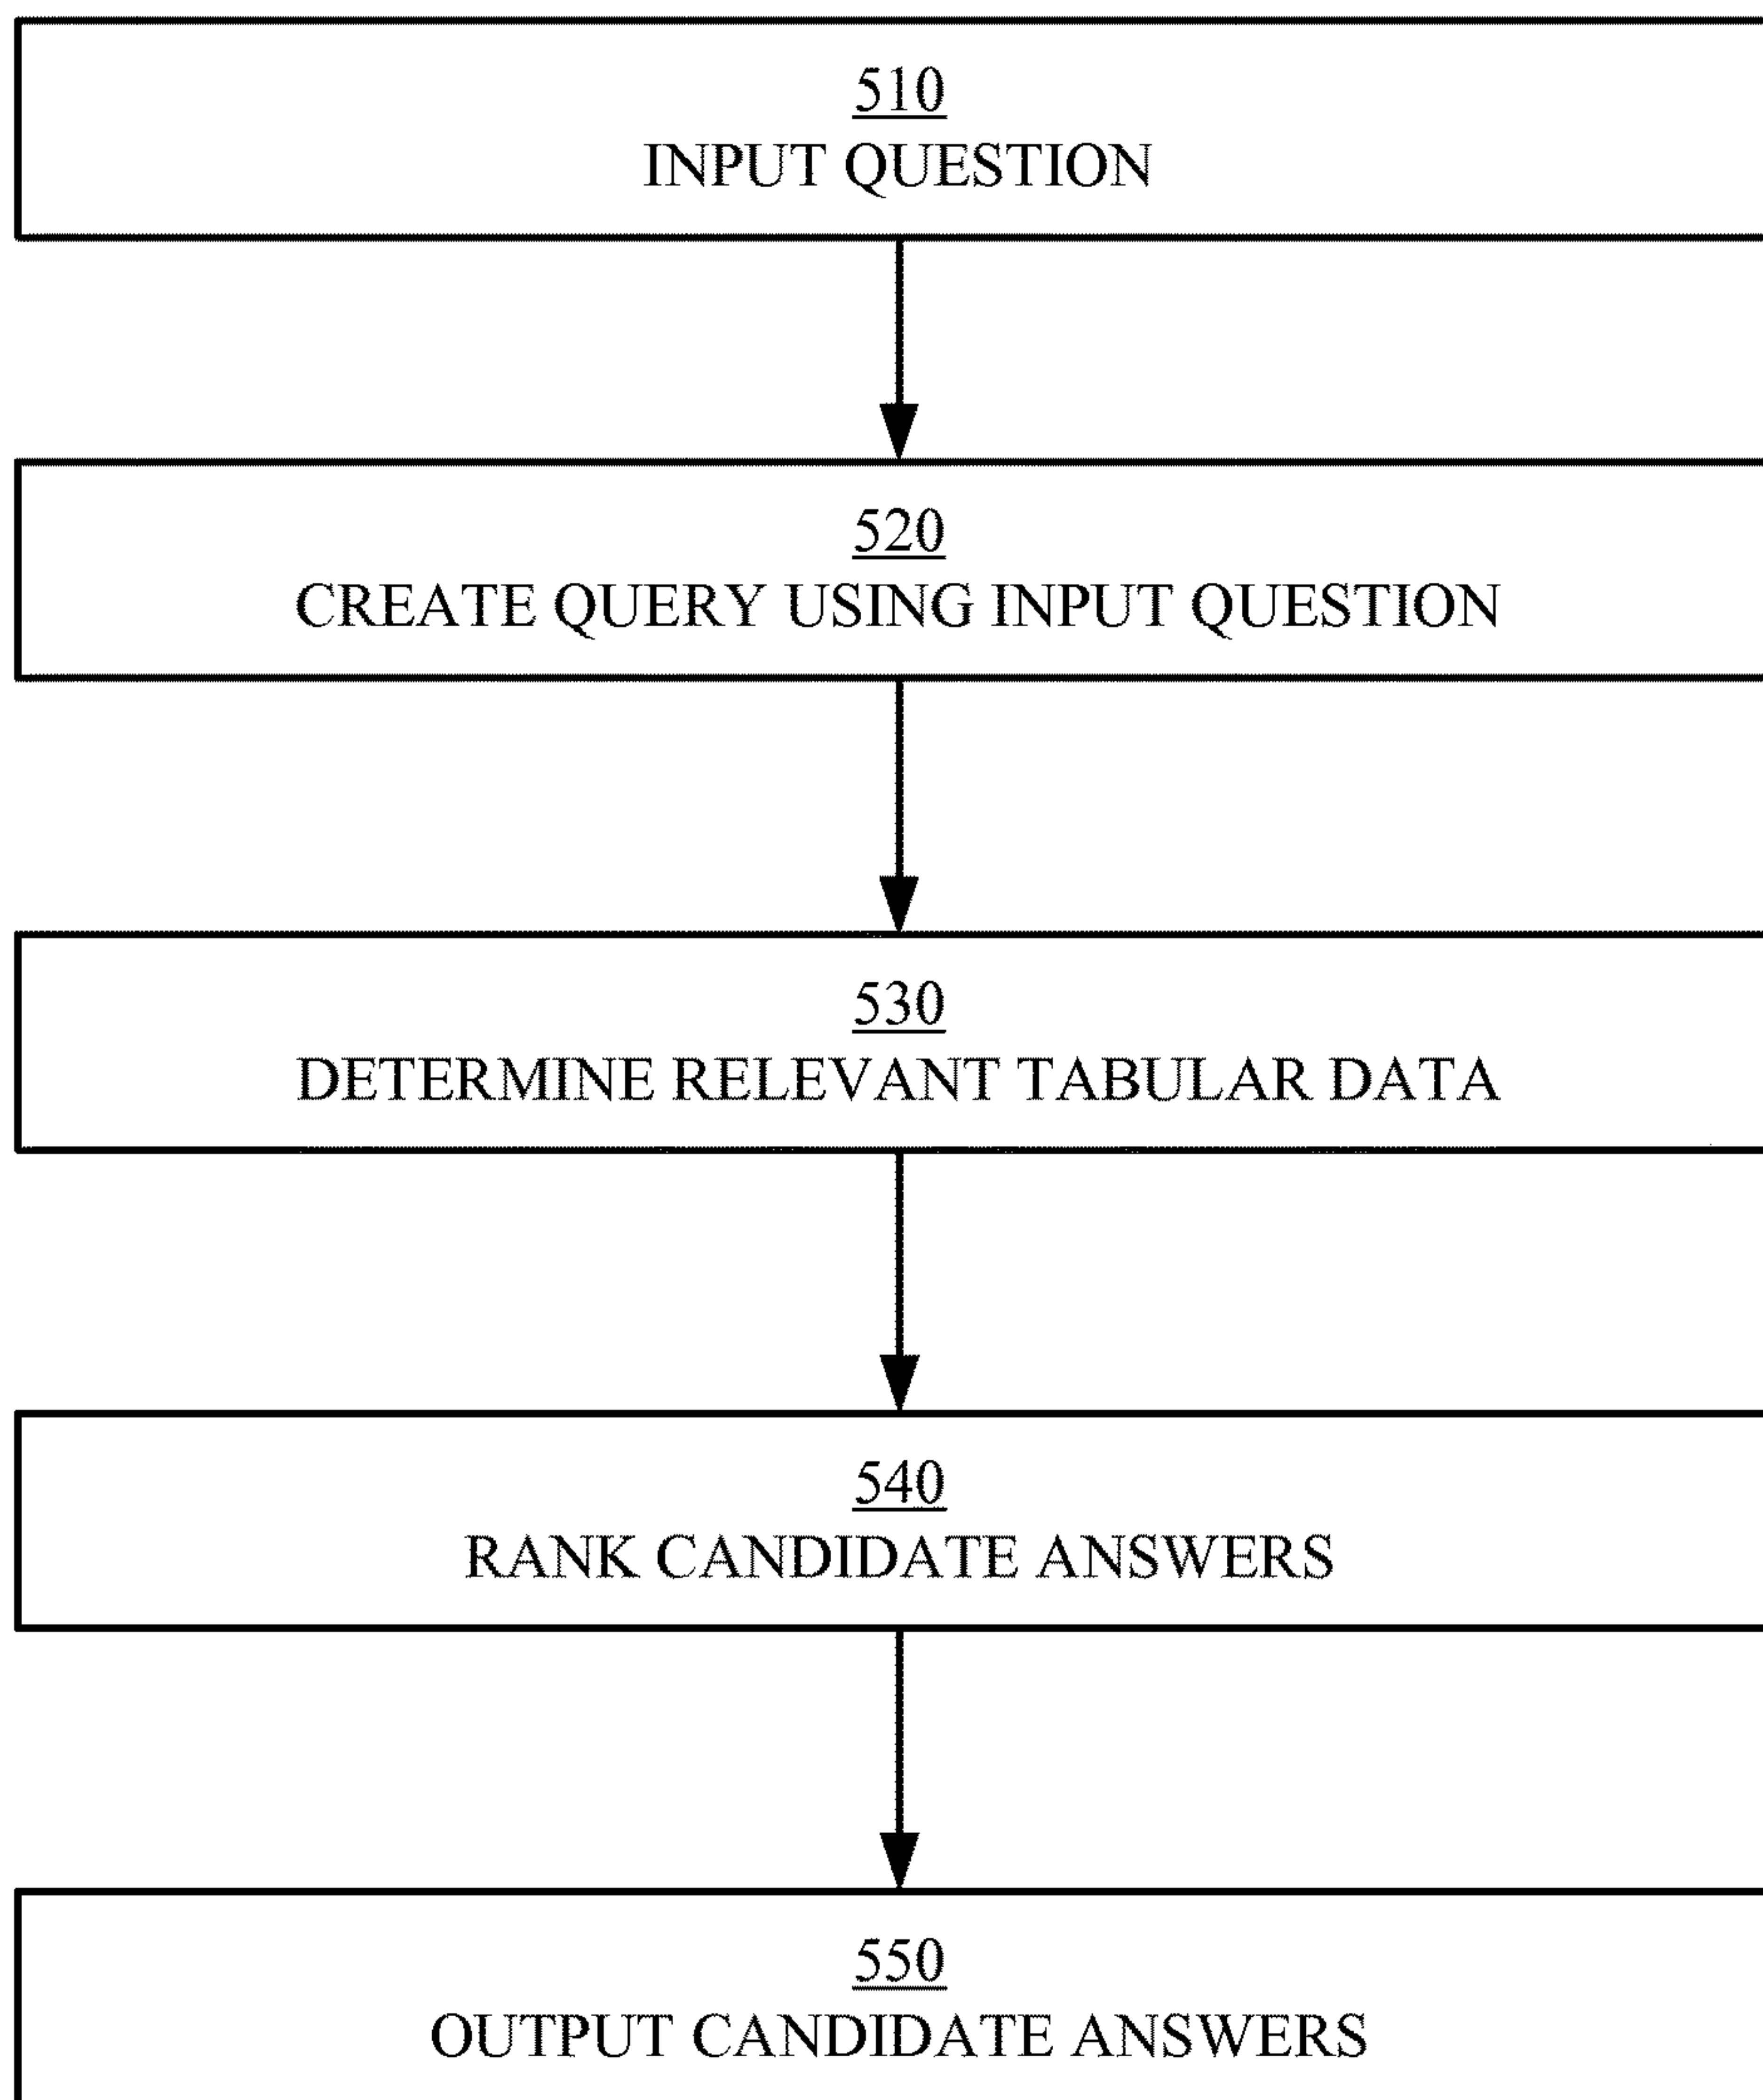 510
INPUT QUESTION
520
CREATE QUERY USING INPUT QUESTION
530
DETERMINE RELEVANT TABULAR DATA
540
RANK CANDIDATE ANSWERS
550
OUTPUT CANDIDATE ANSWERS